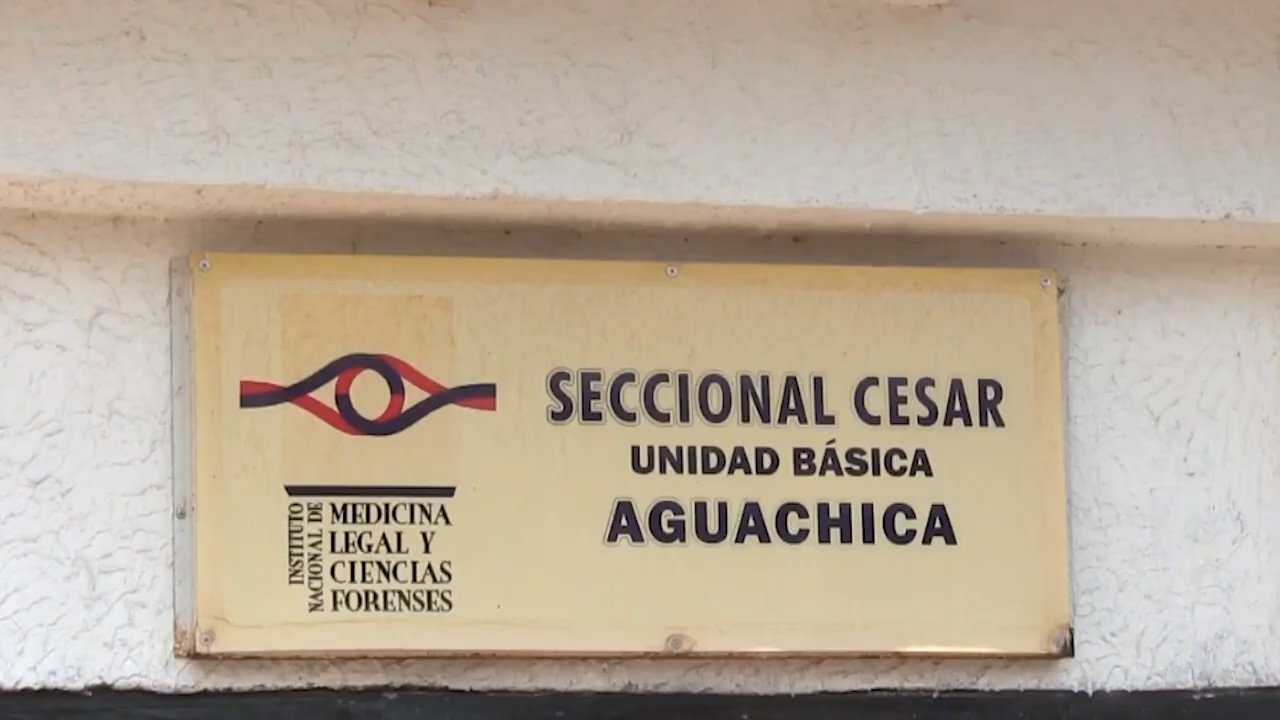 INSTITUTO
NACIONAL DE
MEDICINA
LEGAL Y
CIENCIAS
FORENSES
SECCIONAL CESAR
UNIDAD BÁSICA
AGUACHICA